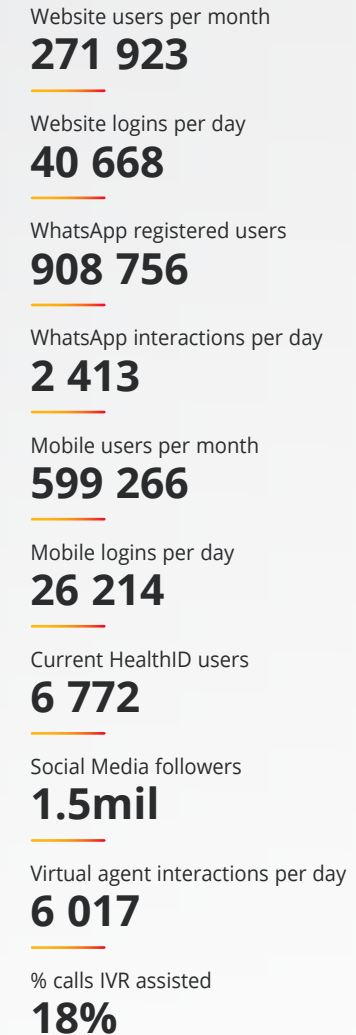 Website users per month
271 923
Website logins per day
40 668
WhatsApp registered users
908 756
WhatsApp interactions per day
2 413
Mobile users per month
599 266
Mobile logins per day
26 214
Current HealthID users
6 772
Social Media followers
1.5mil
Virtual agent interactions per day
6 017
% calls IVR assisted
18%